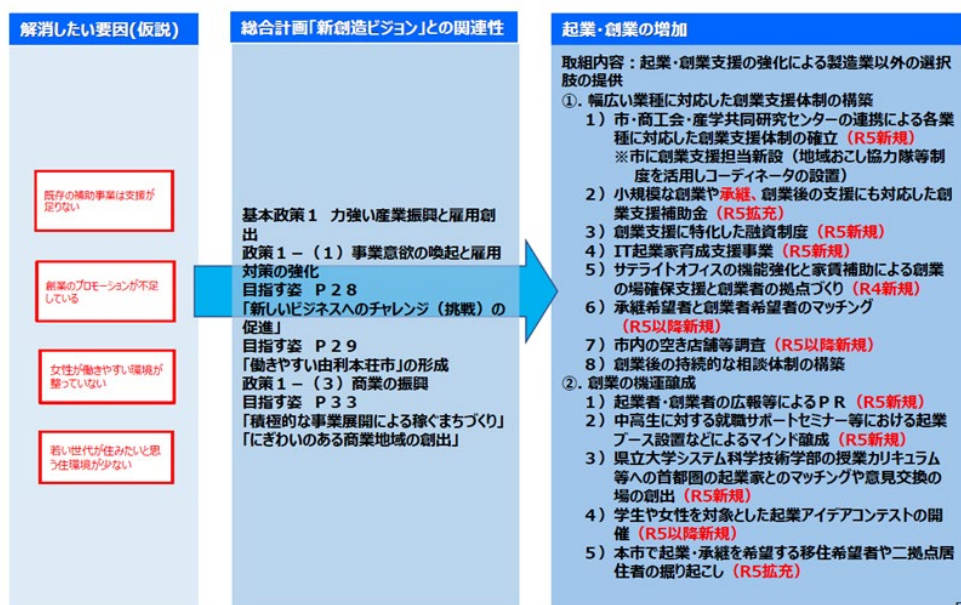 解消したい要因(仮説)
既存の補助事業は支援が
足りない
創業のプロモーションが不足
している
女性が働きやすい環境が
整っていない
若い世代が住みたいと思
う住環境が少ない
総合計画「新創造ビジョン」との関連性
基本政策１ 力強い産業振興と雇用創
出
政策１－（１）事業意欲の喚起と雇用
対策の強化
目指す姿 Ｐ２８
「新しいビジネスへのチャレンジ（挑戦）の
促進」
目指す姿 Ｐ２９
「働きやすい由利本荘市」の形成
政策１－（３）商業の振興
目指す姿 Ｐ３３
「積極的な事業展開による稼ぐまちづくり」
「にぎわいのある商業地域の創出」
起業・創業の増加
取組内容：起業・創業支援の強化による製造業以外の選択
肢の提供
①．幅広い業種に対応した創業支援体制の構築
１）市・商工会・産学共同研究センターの連携による各業
種に対応した創業支援体制の確立（R5新規）
※市に創業支援担当新設（地域おこし協力隊等制
度を活用しコーディネータの設置）
２）小規模な創業や承継、創業後の支援にも対応した創
業支援補助金（R5拡充）
３）創業支援に特化した融資制度（R5新規）
４）IT起業家育成支援事業（R5新規）
５）サテライトオフィスの機能強化と家賃補助による創業
の場確保支援と創業者の拠点づくり（R4新規）
６）承継希望者と創業者希望者のマッチング
（R5以降新規）
７）市内の空き店舗等調査（R5以降新規）
８）創業後の持続的な相談体制の構築
②．創業の機運醸成
１）起業者・創業者の広報等によるＰＲ（R5新規）
２）中高生に対する就職サポートセミナー等における起業
ブース設置などによるマインド醸成（R5新規）
３）県立大学システム科学技術学部の授業カリキュラム
等への首都圏の起業家とのマッチングや意見交換の
場の創出（R5新規）
４）学生や女性を対象とした起業アイデアコンテストの開
催（R5以降新規）
５）本市で起業・承継を希望する移住希望者や二拠点居
住者の掘り起こし（R5拡充）